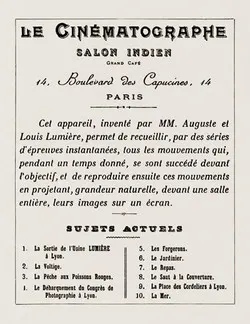 LE CINÉMATOGRAPHE
SALON INDIEN
GRAND CAFÉ
14, Boulevard des Capucines, 14
PARIS
Cet appareil, inventé par MM. Auguste et
Louis Lumière, permet de recueillir, par des séries
d'épreuves instantanées, tous les mouvements qui,
pendant un temps donné, se sont succédé devant
l'objectif, et de reproduire ensuite ces mouvements
en projetant, grandeur naturelle, devant une salle
entière, leurs images sur un écran.
SUJETS ACTUELS
1. La Sortie de l'Usine LUMIÈRE
à Lyon.
2. La Voltige.
3. La Pêche aux Poissons Rouges.
4. Le Débarquement du Congrès de
Photographie à Lyon.
5. Les Forgerons.
6. Le Jardinier.
7. Le Repas.
8. Le Saut à la Couverture.
9. La Place des Cordeliers à Lyon.
10. La Mer.